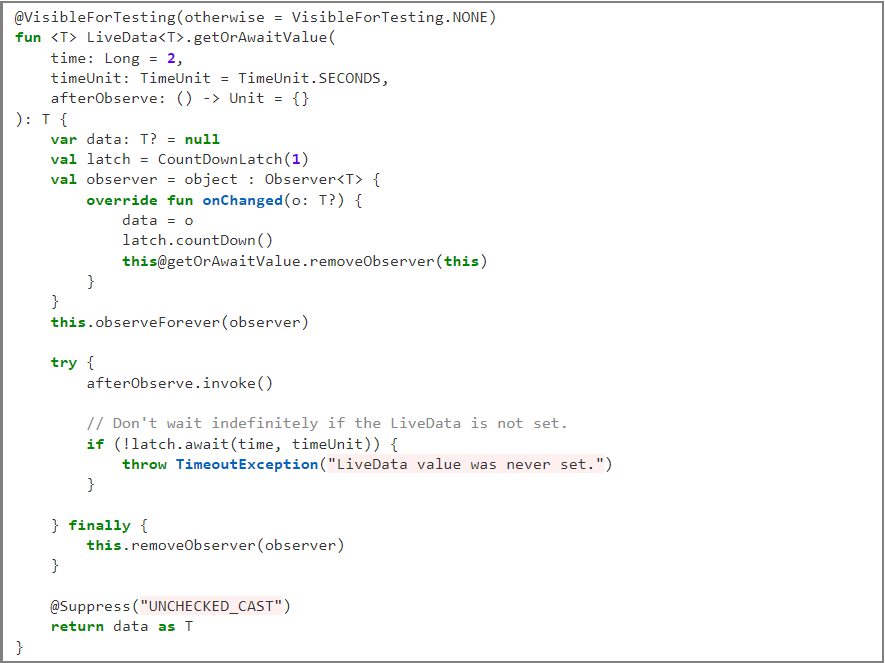 @VisibleForTesting(otherwise = VisibleForTesting.NONE)
fun <T> LiveData<T>.getOrAwaitValue(
    time: Long = 2,
    timeUnit: TimeUnit = TimeUnit.SECONDS,
    afterObserve: () -> Unit = {}
): T {
    var data: T? = null
    val latch = CountDownLatch(1)
    val observer = object : Observer<T> {
        override fun onChanged(o: T?) {
            data = o
            latch.countDown()
            this@getOrAwaitValue.removeObserver(this)
        }
    }
    this.observeForever(observer)

    try {
        afterObserve.invoke()

        // Don't wait indefinitely if the LiveData is not set.
        if (!latch.await(time, timeUnit)) {
            throw TimeoutException("LiveData value was never set.")
        }

    } finally {
        this.removeObserver(observer)
    }

    @Suppress("UNCHECKED_CAST")
    return data as T
}